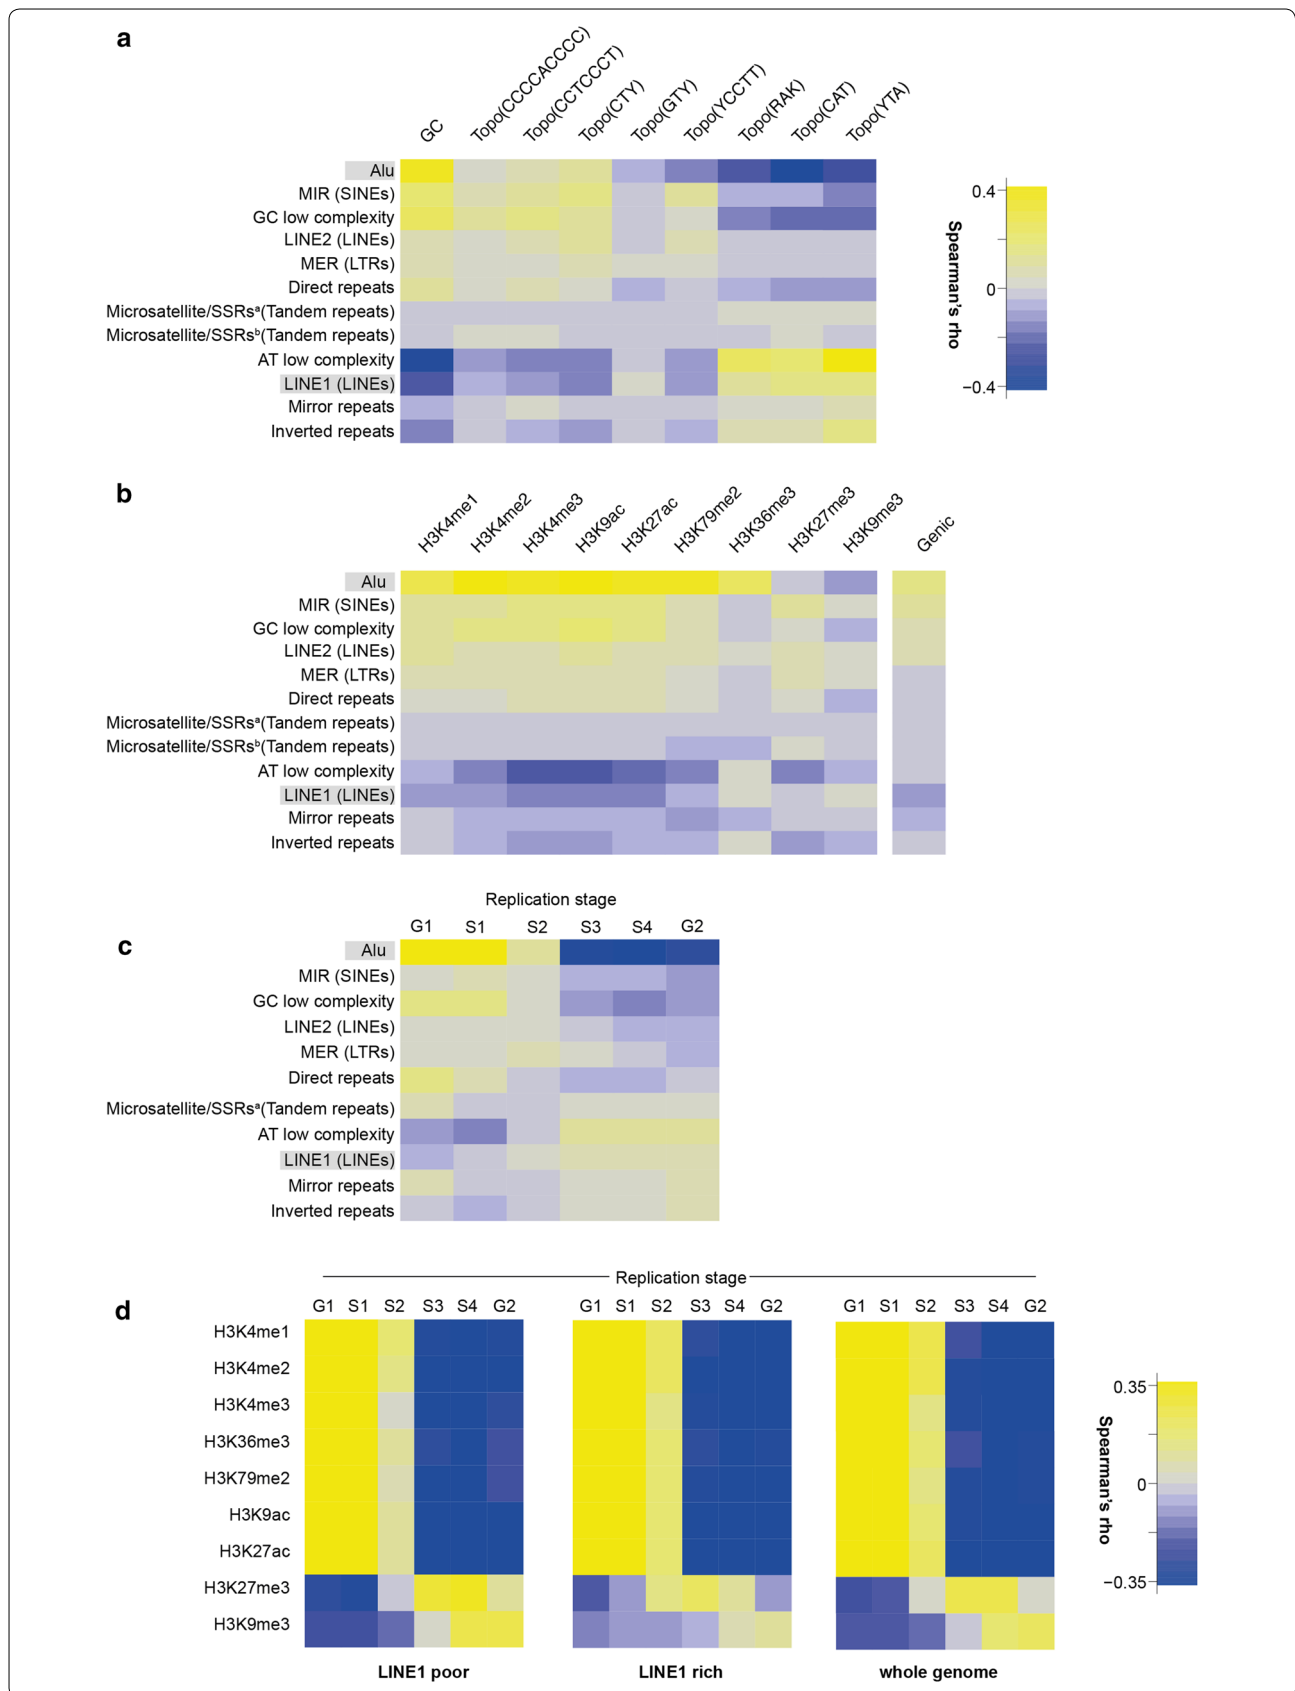 a
GC
Topo(CCCCACCCC)
Topo(CCTCCCT)
Topo(CTY)
Topo(GTY)
Topo(YCCTT)
Topo(RAK)
Topo(CAT)
Topo(YTA)
Alu
MIR (SINEs)
GC low complexity
LINE2 (LINEs)
MER (LTRs)
Direct repeats
Microsatellite/SSRsᵃ(Tandem repeats)
Microsatellite/SSRsᵇ(Tandem repeats)
AT low complexity
LINE1 (LINEs)
Mirror repeats
Inverted repeats
0.4
0
−0.4
Spearman's rho
b
H3K4me1
H3K4me2
H3K4me3
H3K9ac
H3K27ac
H3K79me2
H3K36me3
H3K27me3
H3K9me3
Genic
Alu
MIR (SINEs)
GC low complexity
LINE2 (LINEs)
MER (LTRs)
Direct repeats
Microsatellite/SSRsᵃ(Tandem repeats)
Microsatellite/SSRsᵇ(Tandem repeats)
AT low complexity
LINE1 (LINEs)
Mirror repeats
Inverted repeats
c
Replication stage
G1 S1 S2 S3 S4 G2
Alu
MIR (SINEs)
GC low complexity
LINE2 (LINEs)
MER (LTRs)
Direct repeats
Microsatellite/SSRsᵃ(Tandem repeats)
AT low complexity
LINE1 (LINEs)
Mirror repeats
Inverted repeats
d
Replication stage
G1 S1 S2 S3 S4 G2 G1 S1 S2 S3 S4 G2 G1 S1 S2 S3 S4 G2
H3K4me1
H3K4me2
H3K4me3
H3K36me3
H3K79me2
H3K9ac
H3K27ac
H3K27me3
H3K9me3
0.35
0
−0.35
Spearman's rho
LINE1 poor LINE1 rich whole genome